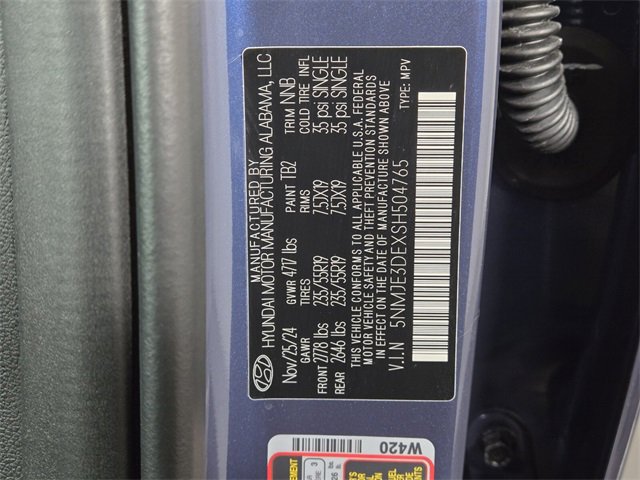 MANUFACTURED BY
HYUNDAI MOTOR MANUFACTURING ALABAMA, LLC
Nov/25/24 GVWR 4717 lbs PAINT TB2 TRIM NNB
GAWR TIRES RIMS COLD TIRE INFL
FRONT 2778 lbs 235/55R19 7.5JX19 35 psi SINGLE
REAR 2646 lbs 235/55R19 7.5JX19 35 psi SINGLE
THIS VEHICLE CONFORMS TO ALL APPLICABLE U.S.A. FEDERAL
MOTOR VEHICLE SAFETY AND THEFT PREVENTION STANDARDS
IN EFFECT ON THE DATE OF MANUFACTURE SHOWN ABOVE
V.I.N 5NMJE3DEXSH504765 TYPE: MPV
W420